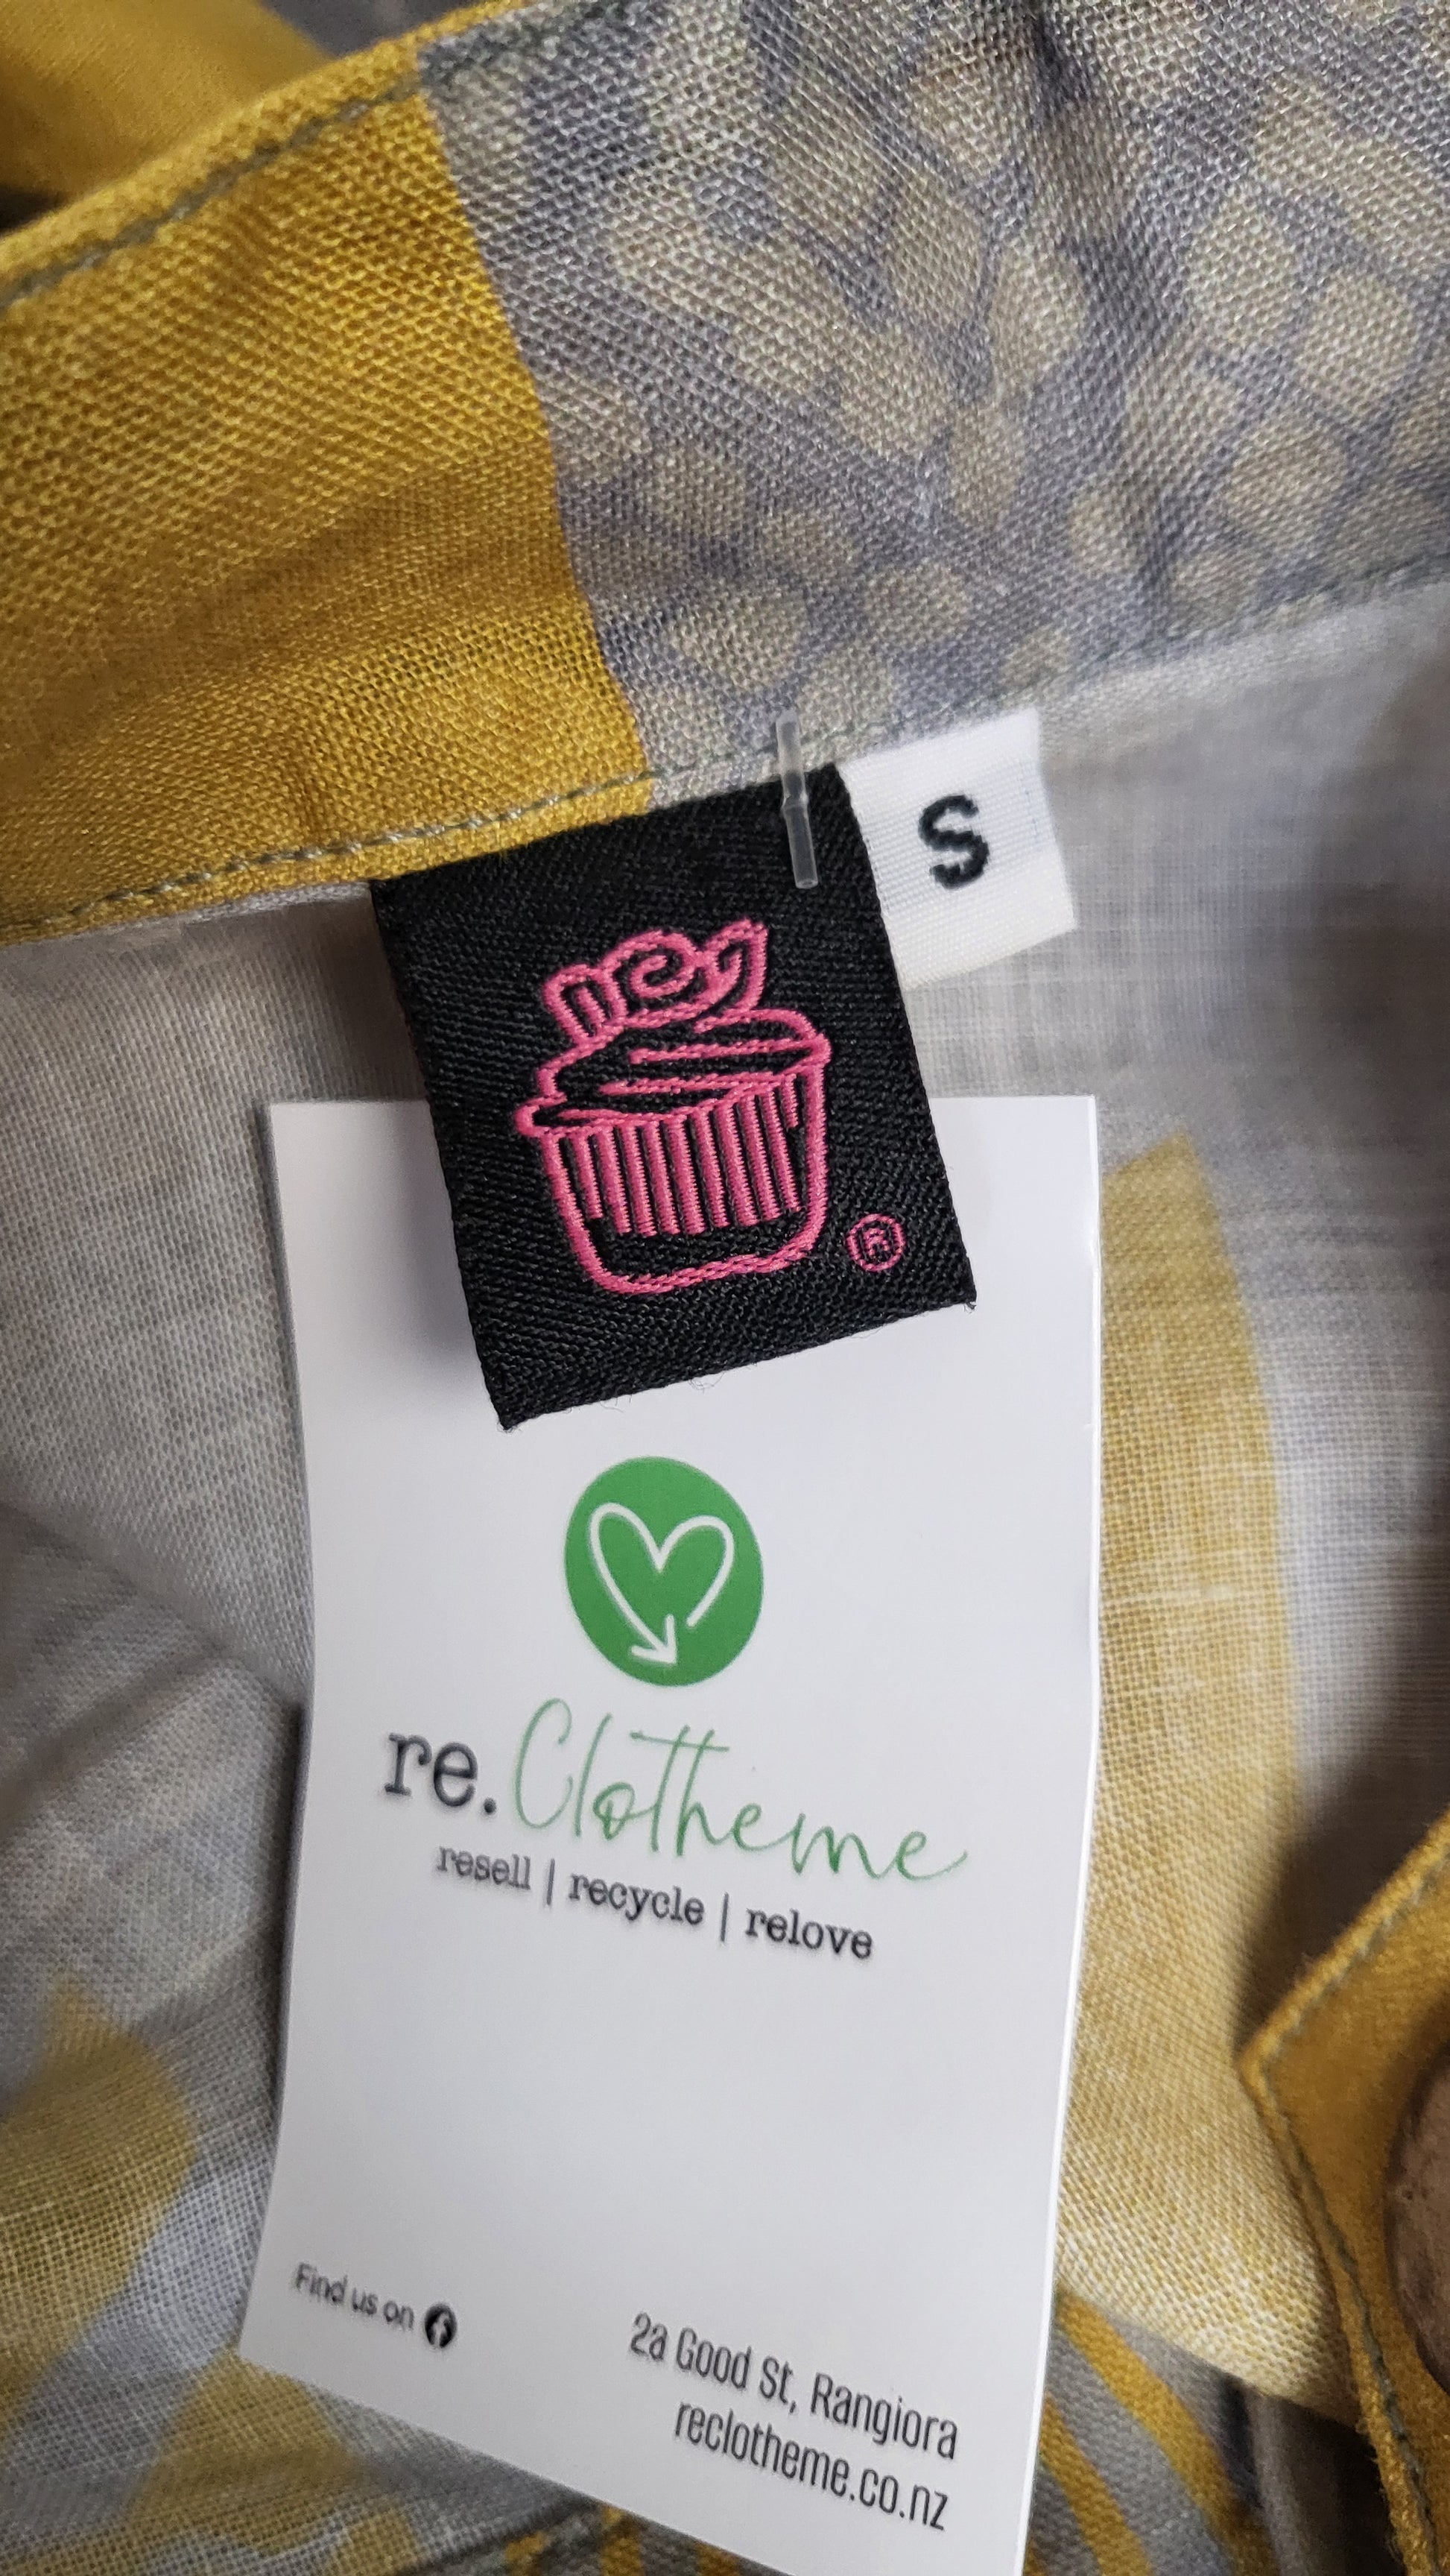 S
®
re.Clotheme
resell | recycle | relove
Find us on
2a Good St, Rangiora
reclotheme.co.nz